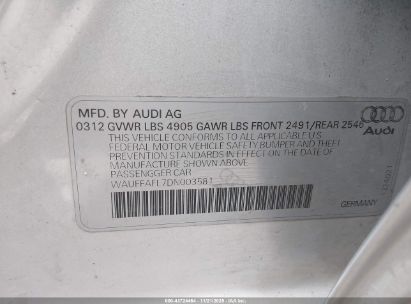 MFD. BY AUDI AG
0312 GVWR LBS 4905 GAWR LBS FRONT 2491/REAR 2546
THIS VEHICLE CONFORMS TO ALL APPLICABLE U.S.
FEDERAL MOTOR VEHICLE SAFETY BUMPER AND THEFT
PREVENTION STANDARDS IN EFFECT ON THE DATE OF
MANUFACTURE SHOWN ABOVE
PASSENGGER CAR
WAUEFAFL7DN003581
Audi
GERMANY